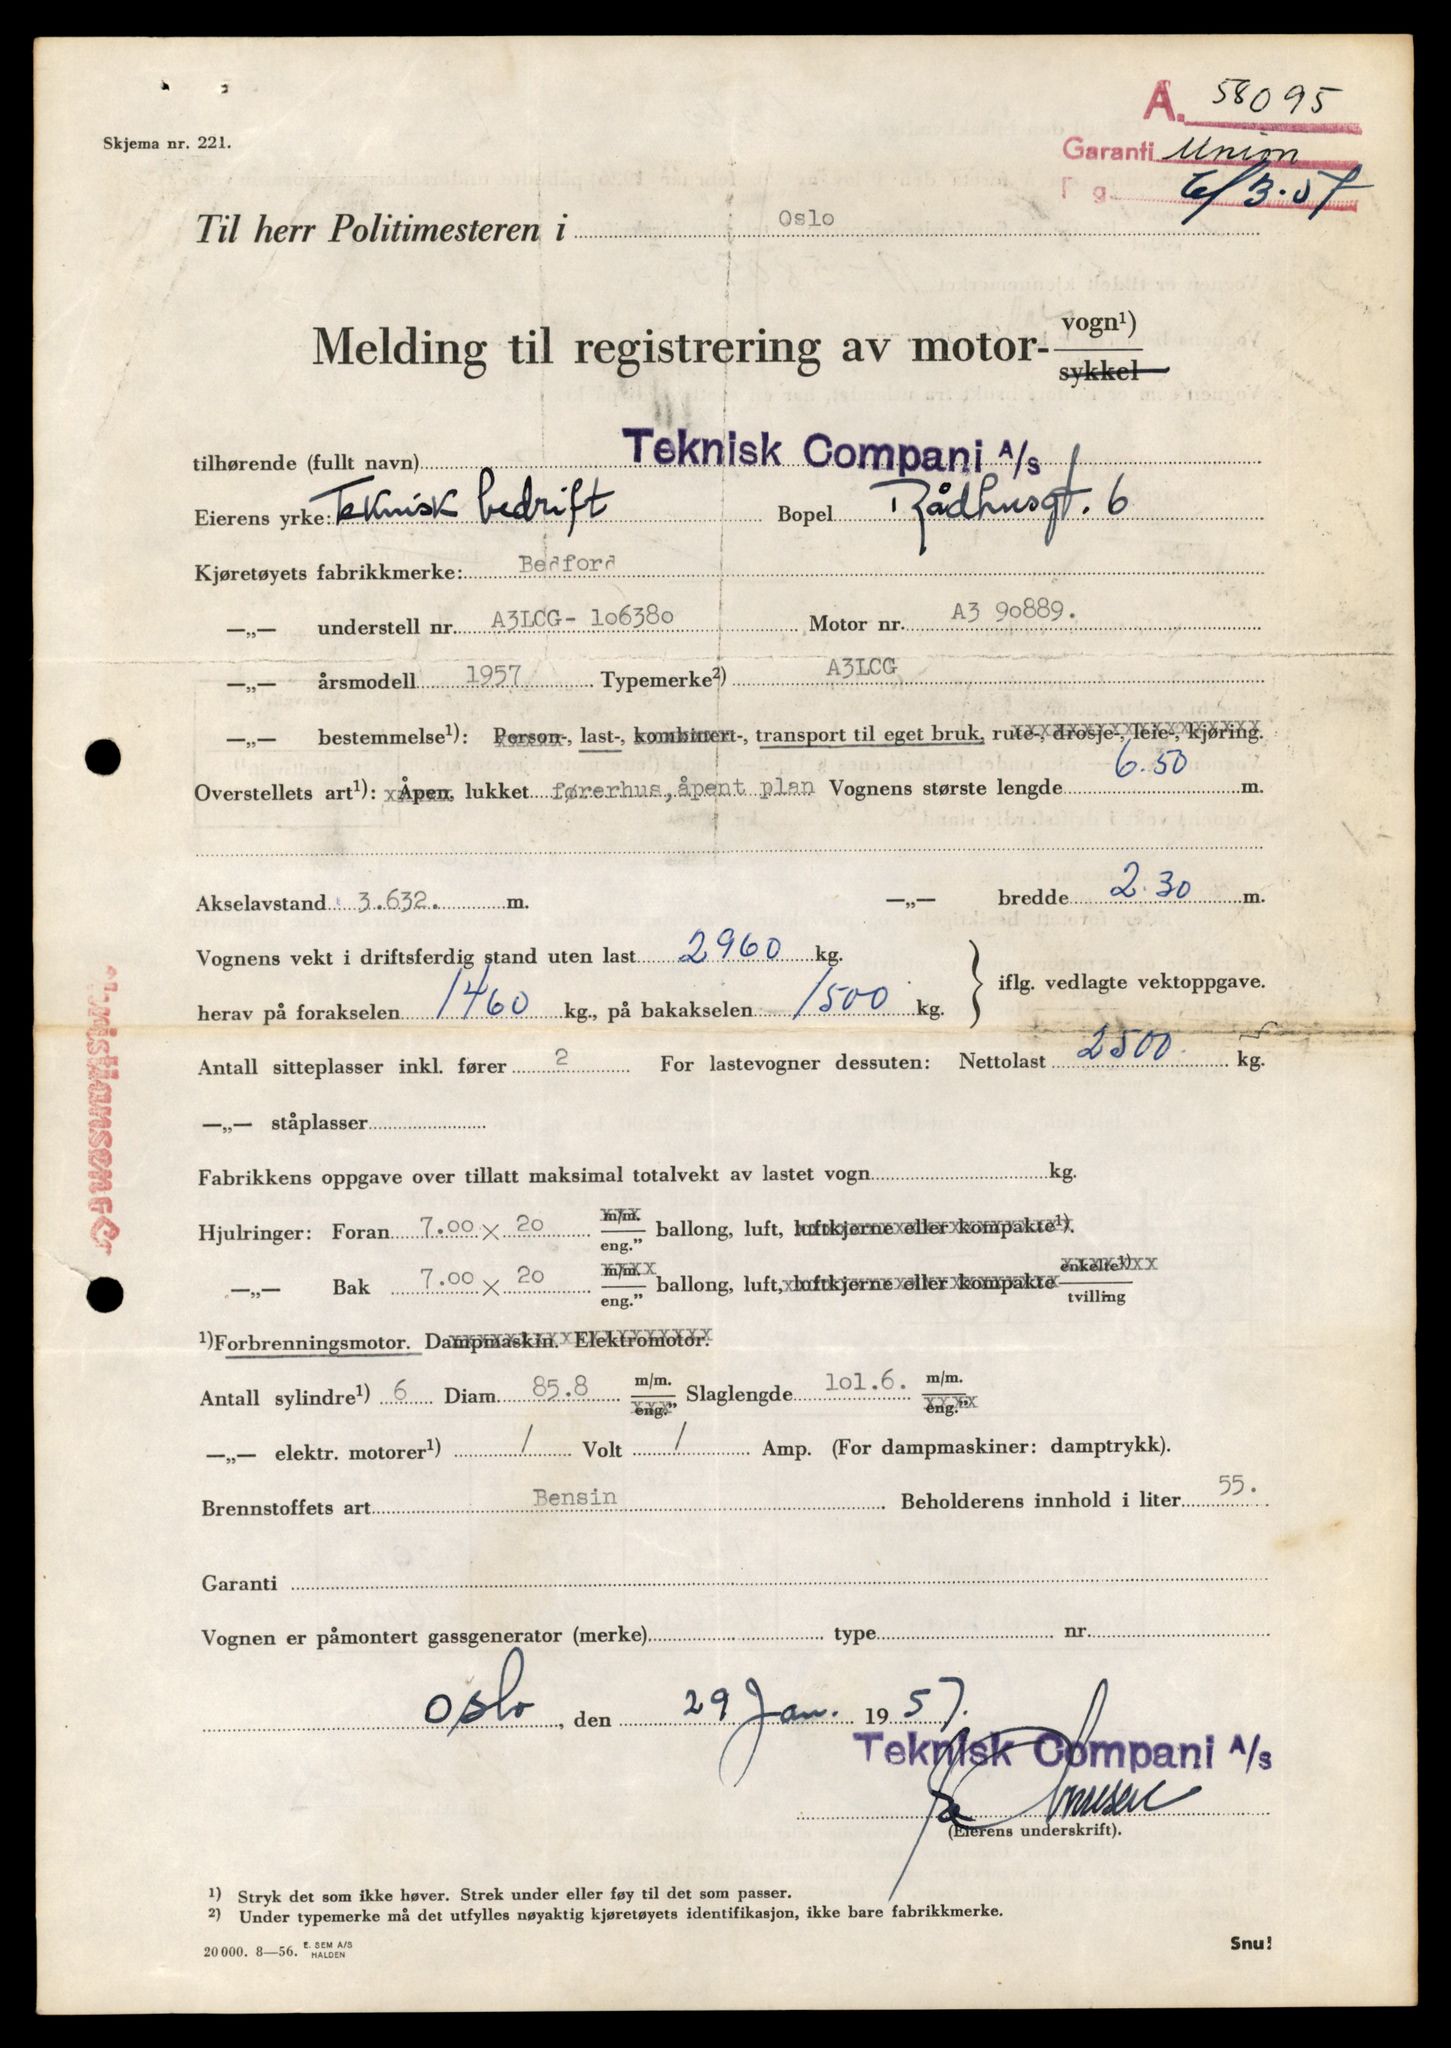 A. 58095
Skjema nr. 221.
Garanti Union
6/3.57
Til herr Politimesteren i Oslo
Melding til registrering av motor- vogn¹)
sykkel
tilhørende (fullt navn) Teknisk Compani A/s
Eierens yrke: Teknisk bedrift Bopel Rådhusgt. 6
Kjøretøyets fabrikkmerke: Bedford
—„— understell nr. A3LCG- 106380 Motor nr. A3 90889.
—„— årsmodell 1957 Typemerke²) A3LCG
—„— bestemmelse¹): Person-, last-, kombinert-, transport til eget bruk, rute-, drosje-, leie-, kjøring.
Overstellets art¹): Åpen, lukket førerhus, åpent plan Vognens største lengde 6.50 m.
Akselavstand 3.632. m. —„— bredde 2.30 m.
Vognens vekt i driftsferdig stand uten last 2960 kg.
herav på forakselen 1460 kg., på bakakselen 1500 kg. } iflg. vedlagte vektoppgave.
Antall sitteplasser inkl. fører 2 For lastevogner dessuten: Nettolast 2500 kg.
—„— ståplasser
Fabrikkens oppgave over tillatt maksimal totalvekt av lastet vogn kg.
Hjulringer: Foran 7.00 x 20 m/m. eng.” ballong, luft, luftkjerne eller kompakte¹).
—„— Bak 7.00 x 20 m/m. eng.” ballong, luft, luftkjerne eller kompakte enkelte¹) tvilling
¹)Forbrenningsmotor. Dampmaskin. Elektromotor.
Antall sylindre¹) 6 Diam. 85.8 m/m. eng.” Slaglengde 101.6. m/m. eng.”
—„— elektr. motorer¹) / Volt / Amp. (For dampmaskiner: damptrykk).
Brennstoffets art Bensin Beholderens innhold i liter 55.
Garanti
Vognen er påmontert gassgenerator (merke) type nr.
Oslo, den 29 Jan. 1957.
Teknisk Compani A/s
(Eierens underskrift).
¹) Stryk det som ikke høver. Strek under eller føy til det som passer.
²) Under typemerke må det utfylles nøyaktig kjøretøyets identifikasjon, ikke bare fabrikkmerke.
20 000. 8—56. E. SEM A/S HALDEN
Snu!